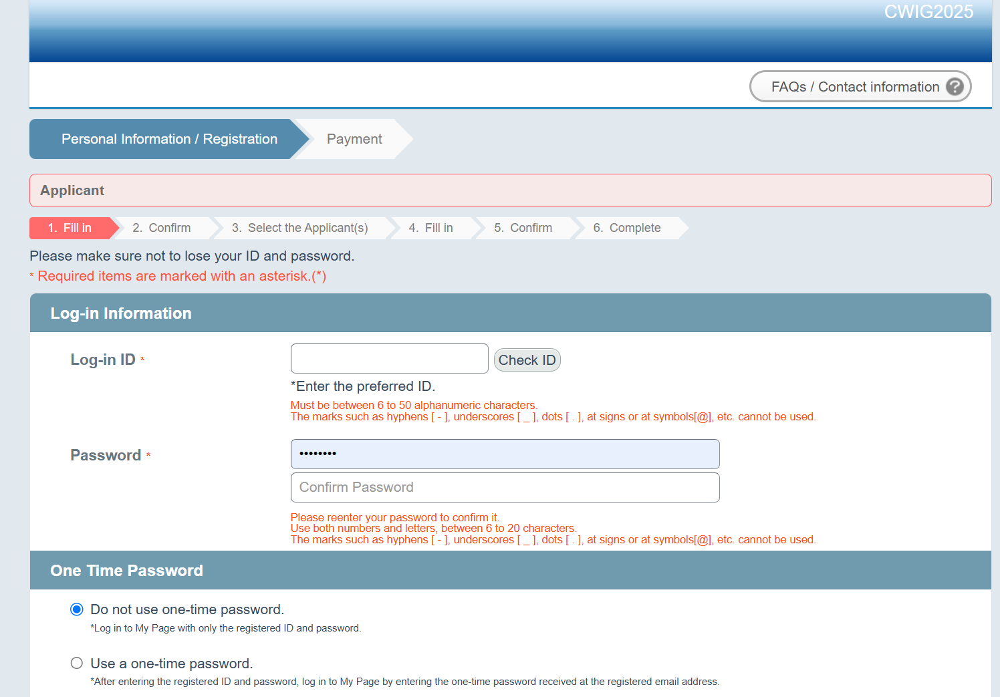 CWIG2025
FAQs / Contact information ?
Personal Information / Registration
Payment
Applicant
1. Fill in
2. Confirm
3. Select the Applicant(s)
4. Fill in
5. Confirm
6. Complete
Please make sure not to lose your ID and password.
* Required items are marked with an asterisk.(*)
Log-in Information
Log-in ID *
Check ID
*Enter the preferred ID.
Must be between 6 to 50 alphanumeric characters.
The marks such as hyphens [ - ], underscores [ _ ], dots [ . ], at signs or at symbols[@], etc. cannot be used.
Password *
••••••••
Confirm Password
Please reenter your password to confirm it.
Use both numbers and letters, between 6 to 20 characters.
The marks such as hyphens [ - ], underscores [ _ ], dots [ . ], at signs or at symbols[@], etc. cannot be used.
One Time Password
Do not use one-time password.
*Log in to My Page with only the registered ID and password.
Use a one-time password.
*After entering the registered ID and password, log in to My Page by entering the one-time password received at the registered email address.